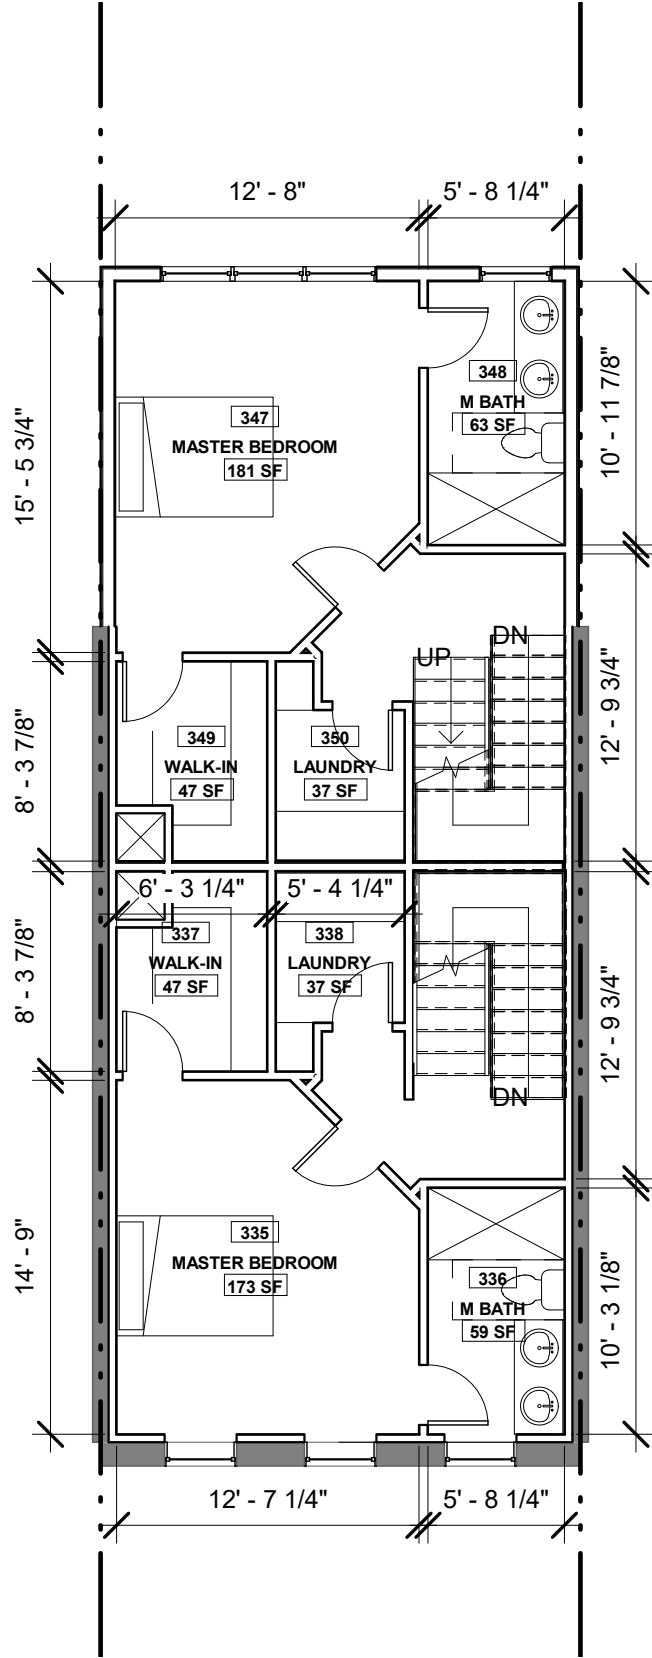 12' - 8"
5' - 8 1/4"
15' - 5 3/4"
10' - 11 7/8"
348
M BATH
63 SF
347
MASTER BEDROOM
181 SF
DN
UP
12' - 9 3/4"
8' - 3 7/8"
349
WALK-IN
47 SF
350
LAUNDRY
37 SF
6' - 3 1/4"
5' - 4 1/4"
337
WALK-IN
47 SF
338
LAUNDRY
37 SF
8' - 3 7/8"
12' - 9 3/4"
DN
14' - 9"
335
MASTER BEDROOM
173 SF
336
M BATH
59 SF
10' - 3 1/8"
12' - 7 1/4"
5' - 8 1/4"